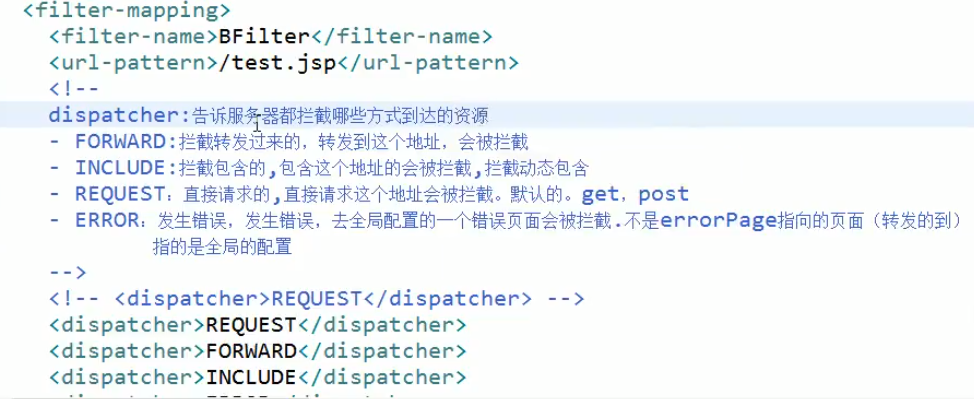 <filter-mapping>
<filter-name>BFilter</filter-name>
<url-pattern>/test.jsp</url-pattern>
<!--
dispatcher:告诉服务器都拦截哪些方式到达的资源
- FORWARD:拦截转发过来的，转发到这个地址，会被拦截
- INCLUDE:拦截包含的,包含这个地址的会被拦截,拦截动态包含
- REQUEST：直接请求的,直接请求这个地址会被拦截。默认的。get，post
- ERROR：发生错误，发生错误，去全局配置的一个错误页面会被拦截.不是errorPage指向的页面（转发的到）
指的是全局的配置
-->
<!-- <dispatcher>REQUEST</dispatcher> -->
<dispatcher>REQUEST</dispatcher>
<dispatcher>FORWARD</dispatcher>
<dispatcher>INCLUDE</dispatcher>